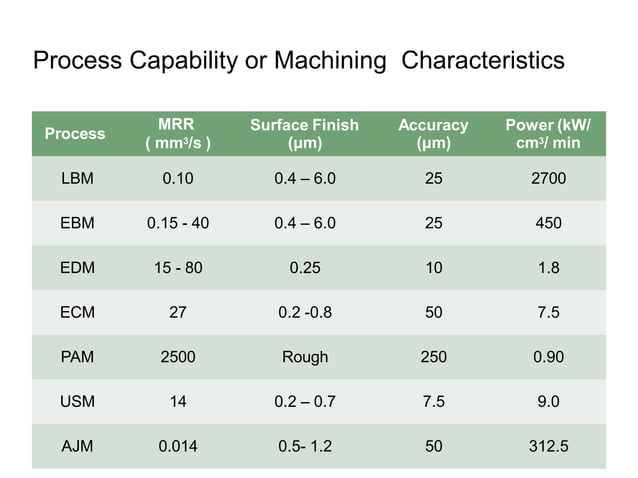 Process Capability or Machining  Characteristics
Process MRR ( mm³/s ) Surface Finish (μm) Accuracy (μm) Power (kW/ cm³/ min
LBM 0.10 0.4 – 6.0 25 2700
EBM 0.15 - 40 0.4 – 6.0 25 450
EDM 15 - 80 0.25 10 1.8
ECM 27 0.2 -0.8 50 7.5
PAM 2500 Rough 250 0.90
USM 14 0.2 – 0.7 7.5 9.0
AJM 0.014 0.5- 1.2 50 312.5